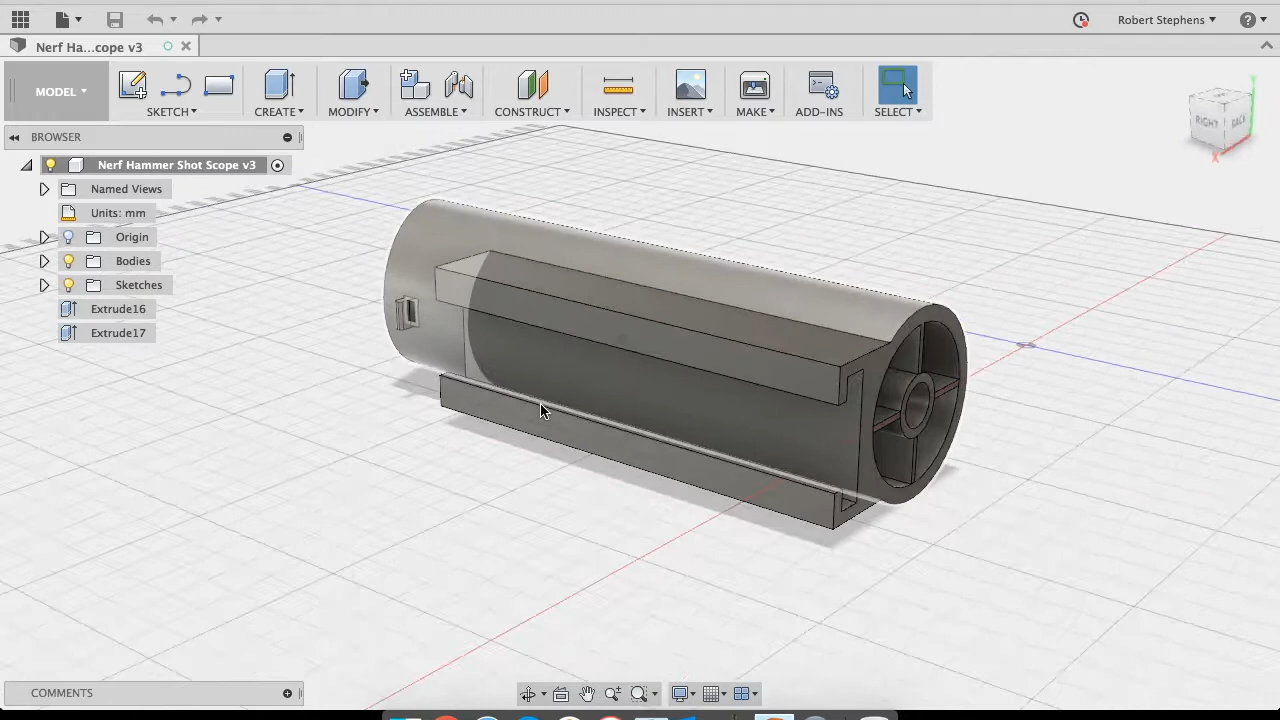 Robert Stephens
Nerf Ha...cope v3
MODEL
SKETCH
CREATE
MODIFY
ASSEMBLE
CONSTRUCT
INSPECT
INSERT
MAKE
ADD-INS
SELECT
RIGHT
BACK
X
BROWSER
Nerf Hammer Shot Scope v3
Named Views
Units: mm
Origin
Bodies
Sketches
Extrude16
Extrude17
COMMENTS